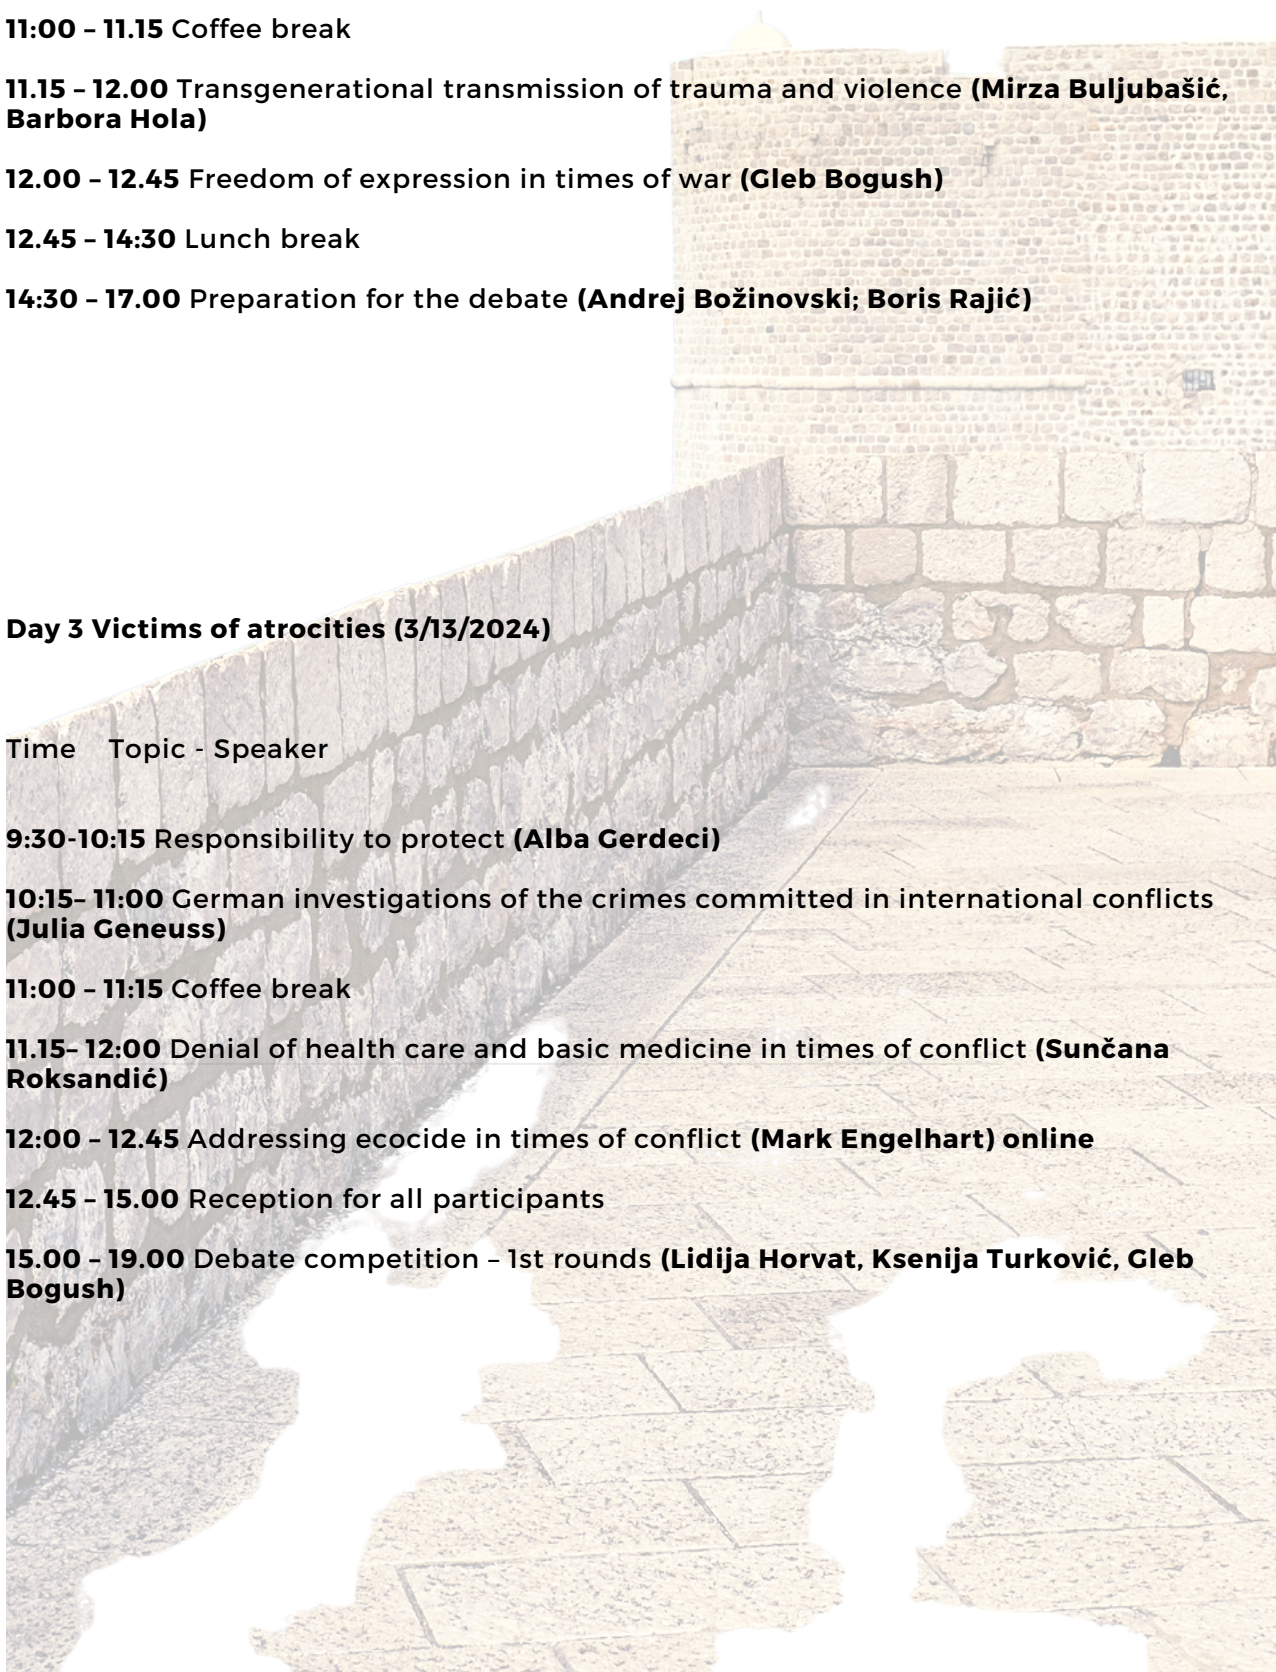 11:00 – 11.15 Coffee break
11.15 – 12.00 Transgenerational transmission of trauma and violence (Mirza Buljubašić,
Barbora Hola)
12.00 – 12.45 Freedom of expression in times of war (Gleb Bogush)
12.45 – 14:30 Lunch break
14:30 – 17.00 Preparation for the debate (Andrej Božinovski; Boris Rajić)
Day 3 Victims of atrocities (3/13/2024)
Time Topic - Speaker
9:30-10:15 Responsibility to protect (Alba Gerdeci)
10:15– 11:00 German investigations of the crimes committed in international conflicts
(Julia Geneuss)
11:00 – 11:15 Coffee break
11.15– 12:00 Denial of health care and basic medicine in times of conflict (Sunčana
Roksandić)
12:00 – 12.45 Addressing ecocide in times of conflict (Mark Engelhart) online
12.45 – 15.00 Reception for all participants
15.00 – 19.00 Debate competition – 1st rounds (Lidija Horvat, Ksenija Turković, Gleb
Bogush)